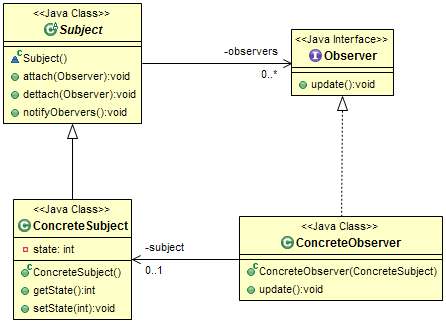 <<Java Class>>
Subject
Subject()
attach(Observer):void
dettach(Observer):void
notifyObervers():void
-observers
0..*
<<Java Interface>>
Observer
update():void
<<Java Class>>
ConcreteSubject
state: int
ConcreteSubject()
getState():int
setState(int):void
-subject
0..1
<<Java Class>>
ConcreteObserver
ConcreteObserver(ConcreteSubject)
update():void